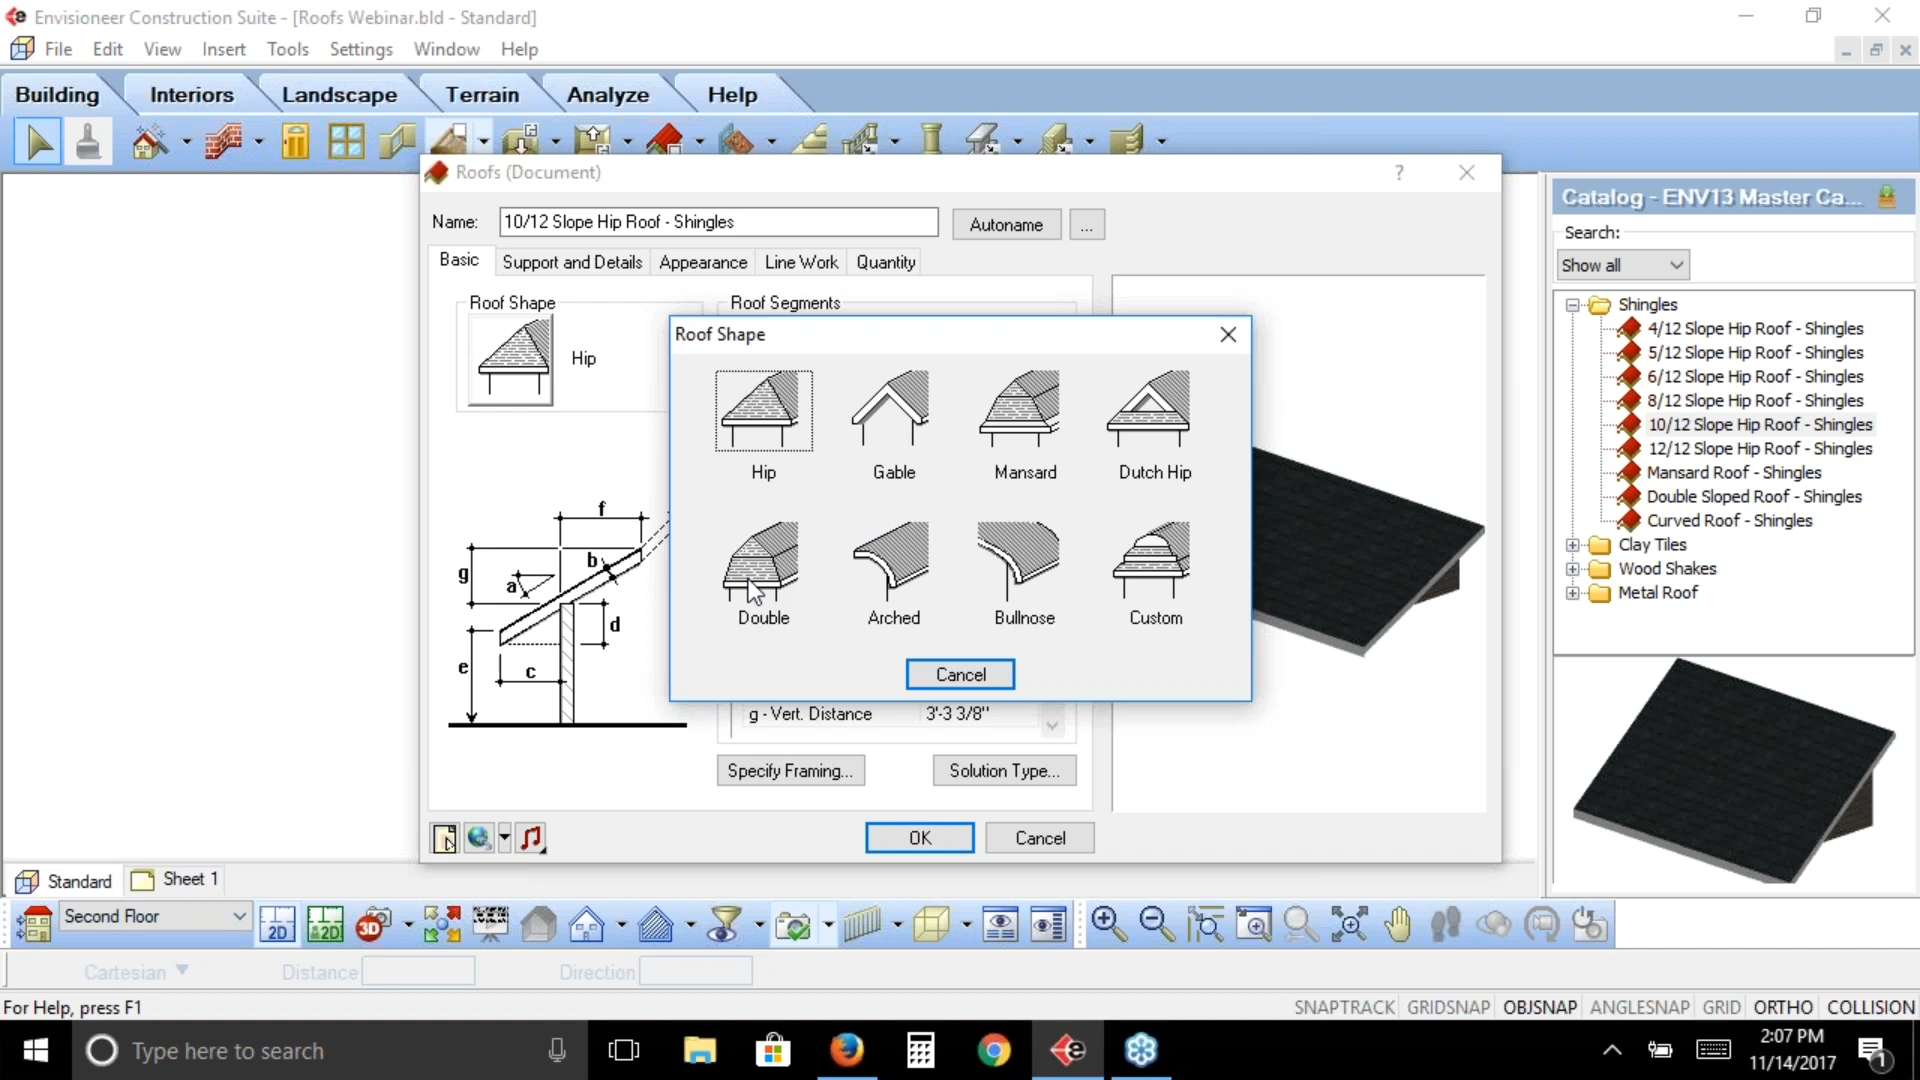 Envisioneer Construction Suite - [Roofs Webinar.bld - Standard]
File Edit View Insert Tools Settings Window Help
Building Interiors Landscape Terrain Analyze Help
Roofs (Document) ?
Name: 10/12 Slope Hip Roof - Shingles Autoname ...
Basic Support and Details Appearance Line Work Quantity
Roof Shape
Hip
Roof Segments
Roof Shape
Hip Gable Mansard Dutch Hip
Double Arched Bullnose Custom
Cancel
f
b
g
a
d
e
c
g - Vert. Distance 3'-3 3/8"
Specify Framing... Solution Type...
OK Cancel
Catalog - ENV13 Master Ca...
Search:
Show all
Shingles
4/12 Slope Hip Roof - Shingles
5/12 Slope Hip Roof - Shingles
6/12 Slope Hip Roof - Shingles
8/12 Slope Hip Roof - Shingles
10/12 Slope Hip Roof - Shingles
12/12 Slope Hip Roof - Shingles
Mansard Roof - Shingles
Double Sloped Roof - Shingles
Curved Roof - Shingles
Clay Tiles
Wood Shakes
Metal Roof
Standard Sheet 1
Second Floor 2D 2D 3D
Cartesian Distance Direction
For Help, press F1 SNAPTRACK GRIDSNAP OBJSNAP ANGLESNAP GRID ORTHO COLLISION
Type here to search
2:07 PM
11/14/2017
1